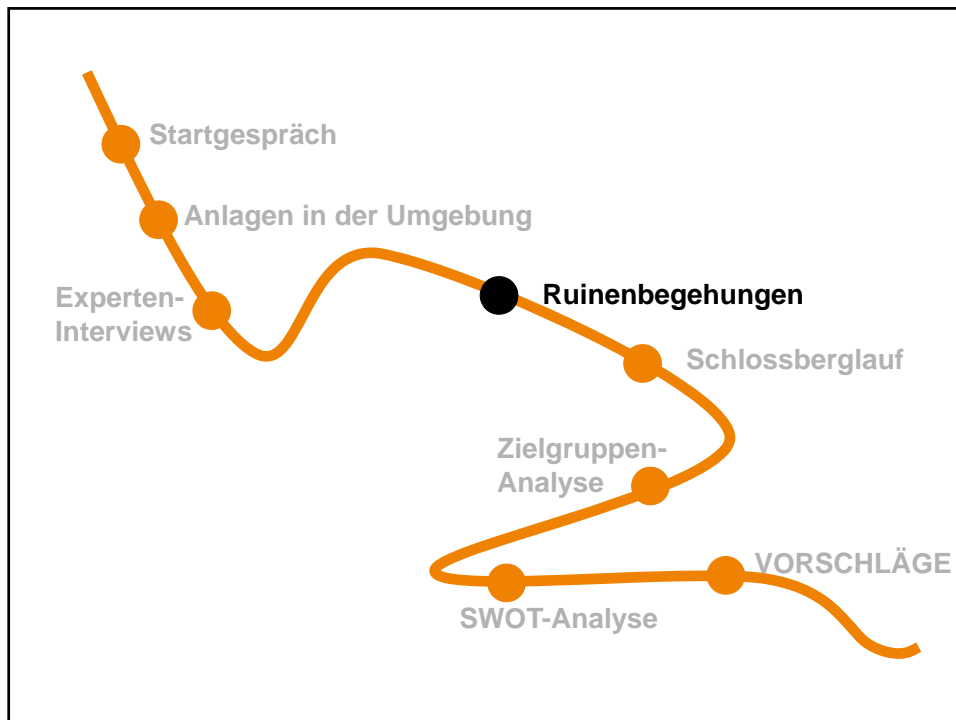 Startgespräch
Anlagen in der Umgebung
Experten-
Interviews
Ruinenbegehungen
Schlossberglauf
Zielgruppen-
Analyse
SWOT-Analyse
VORSCHLÄGE